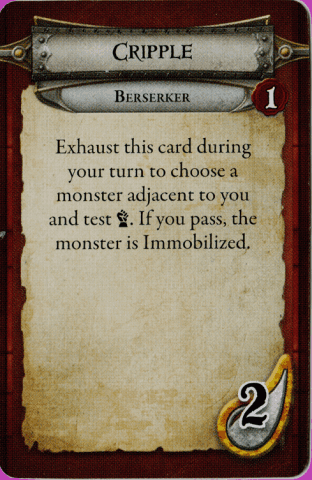 CRIPPLE
BERSERKER
1
Exhaust this card during
your turn to choose a
monster adjacent to you
and test . If you pass, the
monster is Immobilized.
2